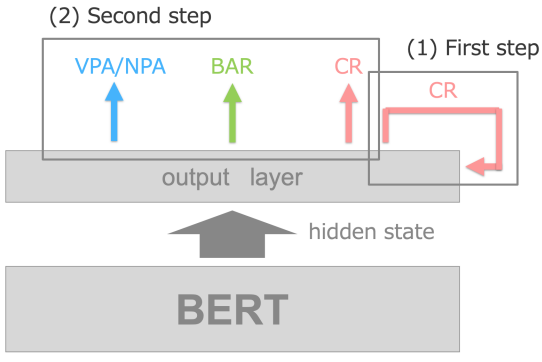 (2) Second step
(1) First step
VPA/NPA BAR CR
CR
output layer
hidden state
BERT